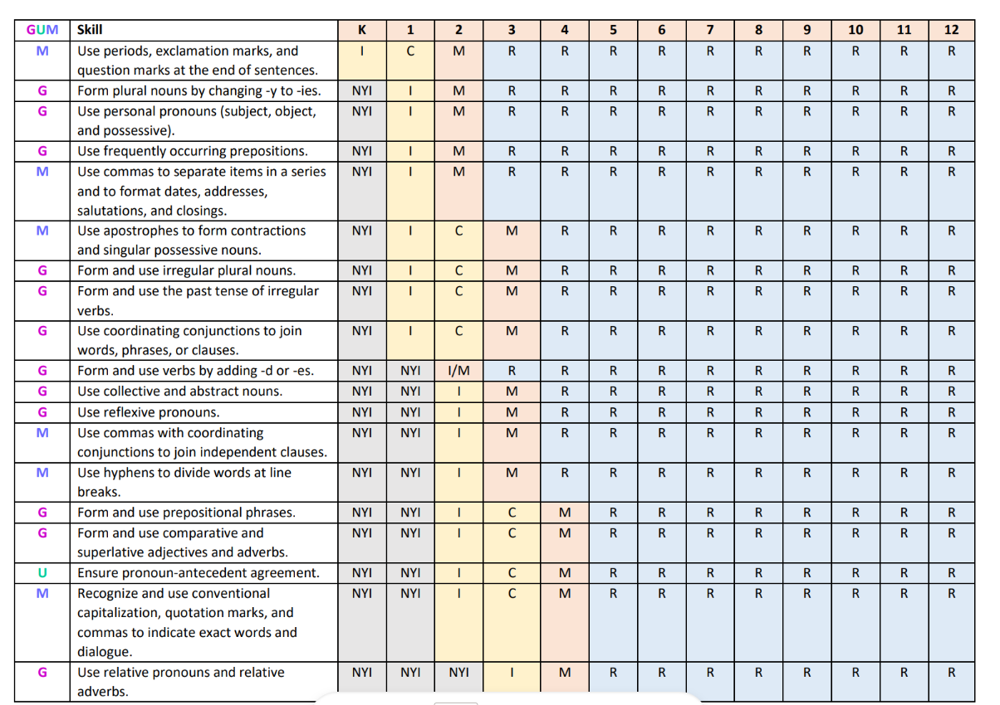 GUM Skill K 1 2 3 4 5 6 7 8 9 10 11 12
M Use periods, exclamation marks, and I C M R R R R R R R R R R
question marks at the end of sentences.
G Form plural nouns by changing -y to -ies. NYI I M R R R R R R R R R R
G Use personal pronouns (subject, object, NYI I M R R R R R R R R R R
and possessive).
G Use frequently occurring prepositions. NYI I M R R R R R R R R R R
M Use commas to separate items in a series NYI I M R R R R R R R R R R
and to format dates, addresses,
salutations, and closings.
M Use apostrophes to form contractions NYI I C M R R R R R R R R R
and singular possessive nouns.
G Form and use irregular plural nouns. NYI I C M R R R R R R R R R
G Form and use the past tense of irregular NYI I C M R R R R R R R R R
verbs.
G Use coordinating conjunctions to join NYI I C M R R R R R R R R R
words, phrases, or clauses.
G Form and use verbs by adding -d or -es. NYI NYI I/M R R R R R R R R R R
G Use collective and abstract nouns. NYI NYI I M R R R R R R R R R
G Use reflexive pronouns. NYI NYI I M R R R R R R R R R
M Use commas with coordinating NYI NYI I M R R R R R R R R R
conjunctions to join independent clauses.
M Use hyphens to divide words at line NYI NYI I M R R R R R R R R R
breaks.
G Form and use prepositional phrases. NYI NYI I C M R R R R R R R R
G Form and use comparative and NYI NYI I C M R R R R R R R R
superlative adjectives and adverbs.
U Ensure pronoun-antecedent agreement. NYI NYI I C M R R R R R R R R
M Recognize and use conventional NYI NYI I C M R R R R R R R R
capitalization, quotation marks, and
commas to indicate exact words and
dialogue.
G Use relative pronouns and relative NYI NYI NYI I M R R R R R R R R
adverbs.